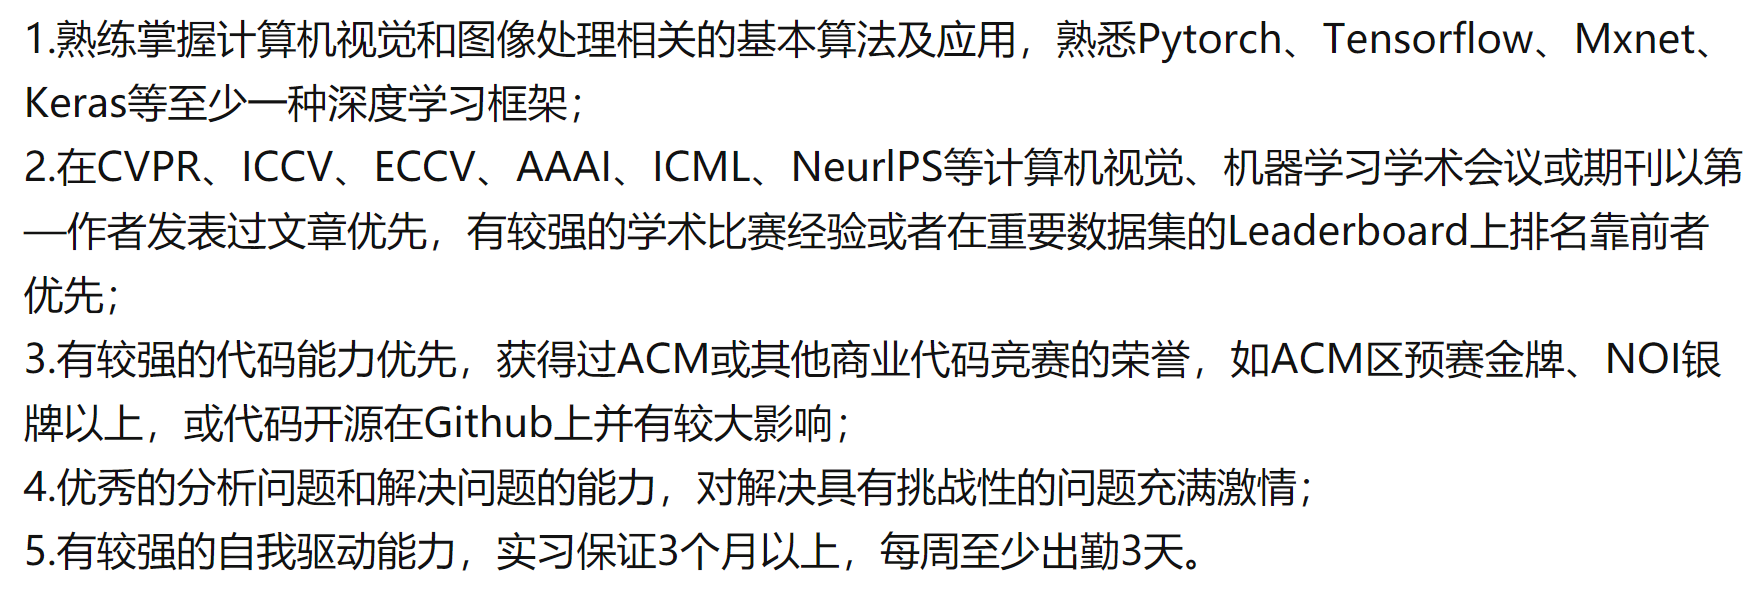 1.熟练掌握计算机视觉和图像处理相关的基本算法及应用，熟悉Pytorch、Tensorflow、Mxnet、
Keras等至少一种深度学习框架；
2.在CVPR、ICCV、ECCV、AAAI、ICML、NeurlPS等计算机视觉、机器学习学术会议或期刊以第
一作者发表过文章优先，有较强的学术比赛经验或者在重要数据集的Leaderboard上排名靠前者
优先；
3.有较强的代码能力优先，获得过ACM或其他商业代码竞赛的荣誉，如ACM区预赛金牌、NOI银
牌以上，或代码开源在Github上并有较大影响；
4.优秀的分析问题和解决问题的能力，对解决具有挑战性的问题充满激情；
5.有较强的自我驱动能力，实习保证3个月以上，每周至少出勤3天。